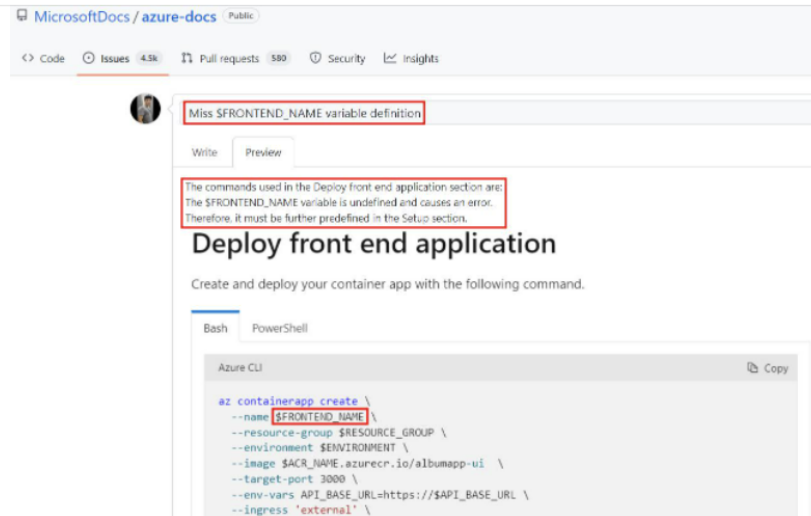 MicrosoftDocs / azure-docs Public
<> Code Issues 4.5k Pull requests 580 Security Insights
Miss $FRONTEND_NAME variable definition
Write Preview
The commands used in the Deploy front end application section are:
The $FRONTEND_NAME variable is undefined and causes an error.
Therefore, it must be further predefined in the Setup section.
Deploy front end application
Create and deploy your container app with the following command.
Bash PowerShell
Azure CLI Copy
az containerapp create \
--name $FRONTEND_NAME \
--resource-group $RESOURCE_GROUP \
--environment $ENVIRONMENT \
--image $ACR_NAME.azurecr.io/albumapp-ui \
--target-port 3000 \
--env-vars API_BASE_URL=https://$API_BASE_URL \
--ingress 'external' \